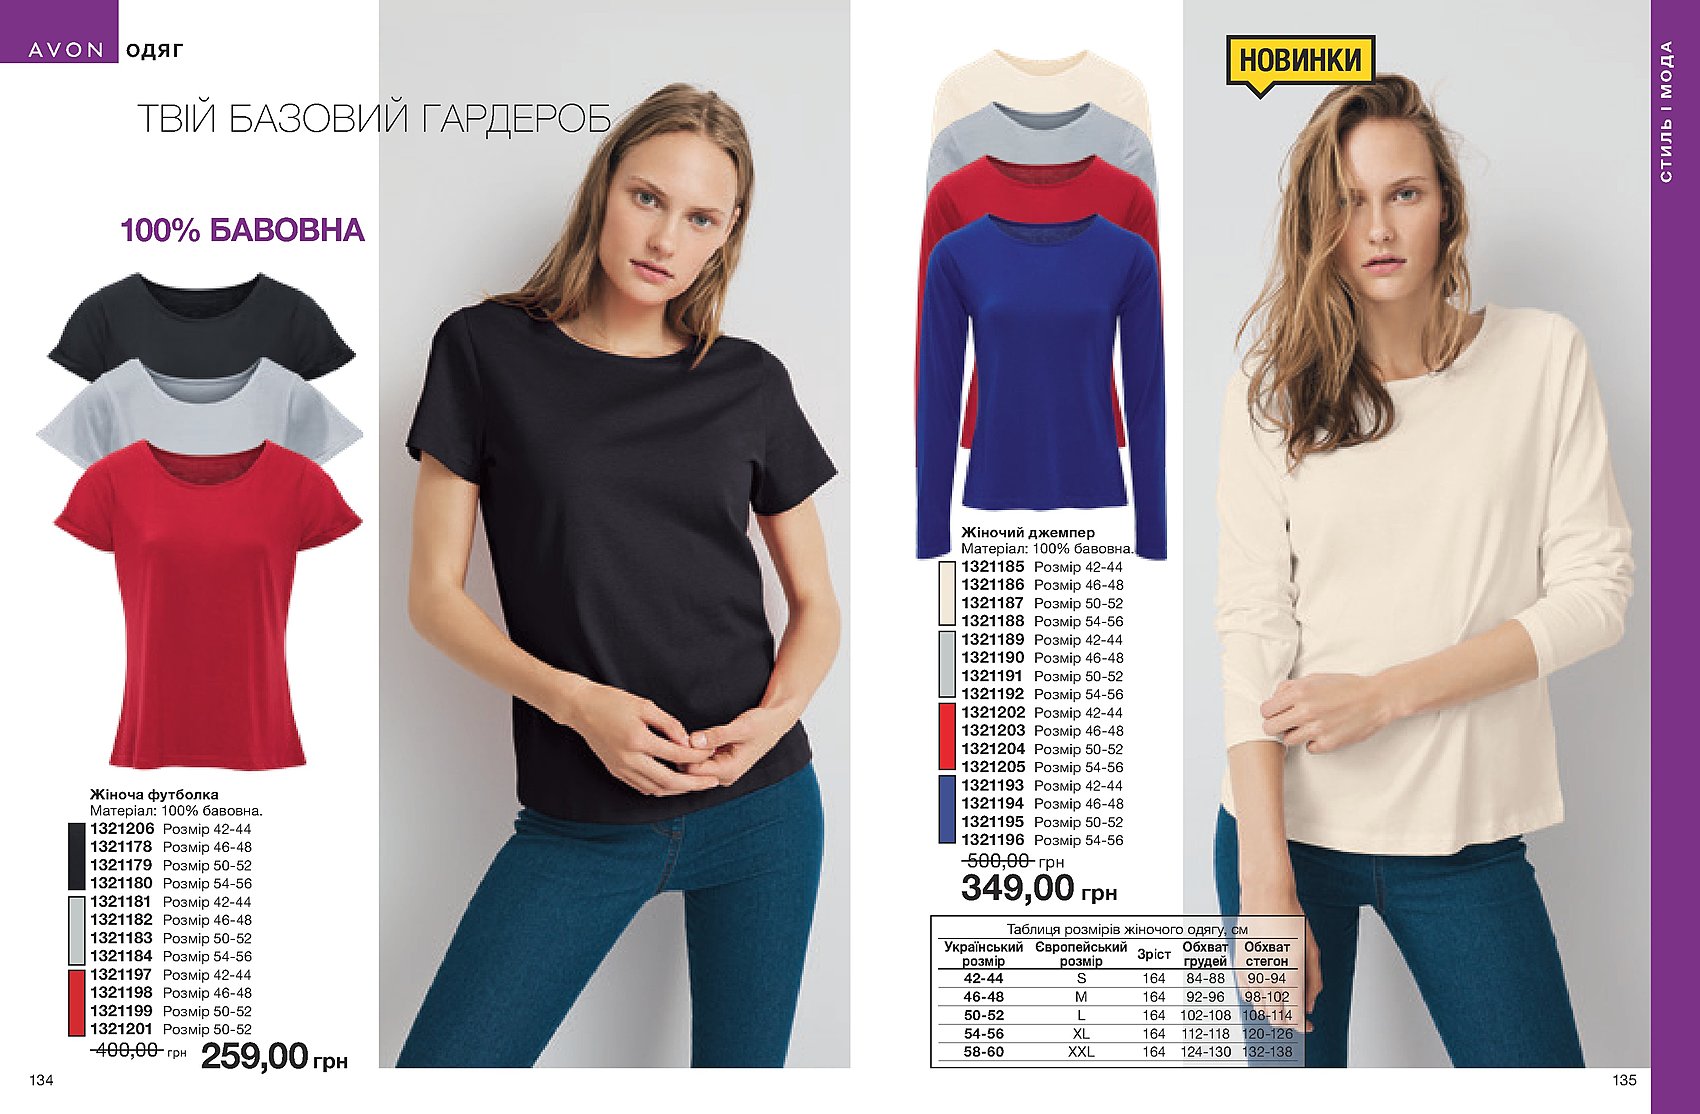 AVON ОДЯГ
ТВІЙ БАЗОВИЙ ГАРДЕРОБ
100% БАВОВНА
Жіноча футболка
Матеріал: 100% бавовна.
1321206 Розмір 42-44
1321178 Розмір 46-48
1321179 Розмір 50-52
1321180 Розмір 54-56
1321181 Розмір 42-44
1321182 Розмір 46-48
1321183 Розмір 50-52
1321184 Розмір 54-56
1321197 Розмір 42-44
1321198 Розмір 46-48
1321199 Розмір 50-52
1321201 Розмір 50-52
400,00 грн 259,00 грн
134
НОВИНКИ
СТИЛЬ І МОДА
Жіночий джемпер
Матеріал: 100% бавовна.
1321185 Розмір 42-44
1321186 Розмір 46-48
1321187 Розмір 50-52
1321188 Розмір 54-56
1321189 Розмір 42-44
1321190 Розмір 46-48
1321191 Розмір 50-52
1321192 Розмір 54-56
1321202 Розмір 42-44
1321203 Розмір 46-48
1321204 Розмір 50-52
1321205 Розмір 54-56
1321193 Розмір 42-44
1321194 Розмір 46-48
1321195 Розмір 50-52
1321196 Розмір 54-56
500,00 грн
349,00 грн
Таблиця розмірів жіночого одягу, см
Український розмір Європейський розмір Зріст Обхват грудей Обхват стегон
42-44 S 164 84-88 90-94
46-48 M 164 92-96 98-102
50-52 L 164 102-108 108-114
54-56 XL 164 112-118 120-126
58-60 XXL 164 124-130 132-138
135